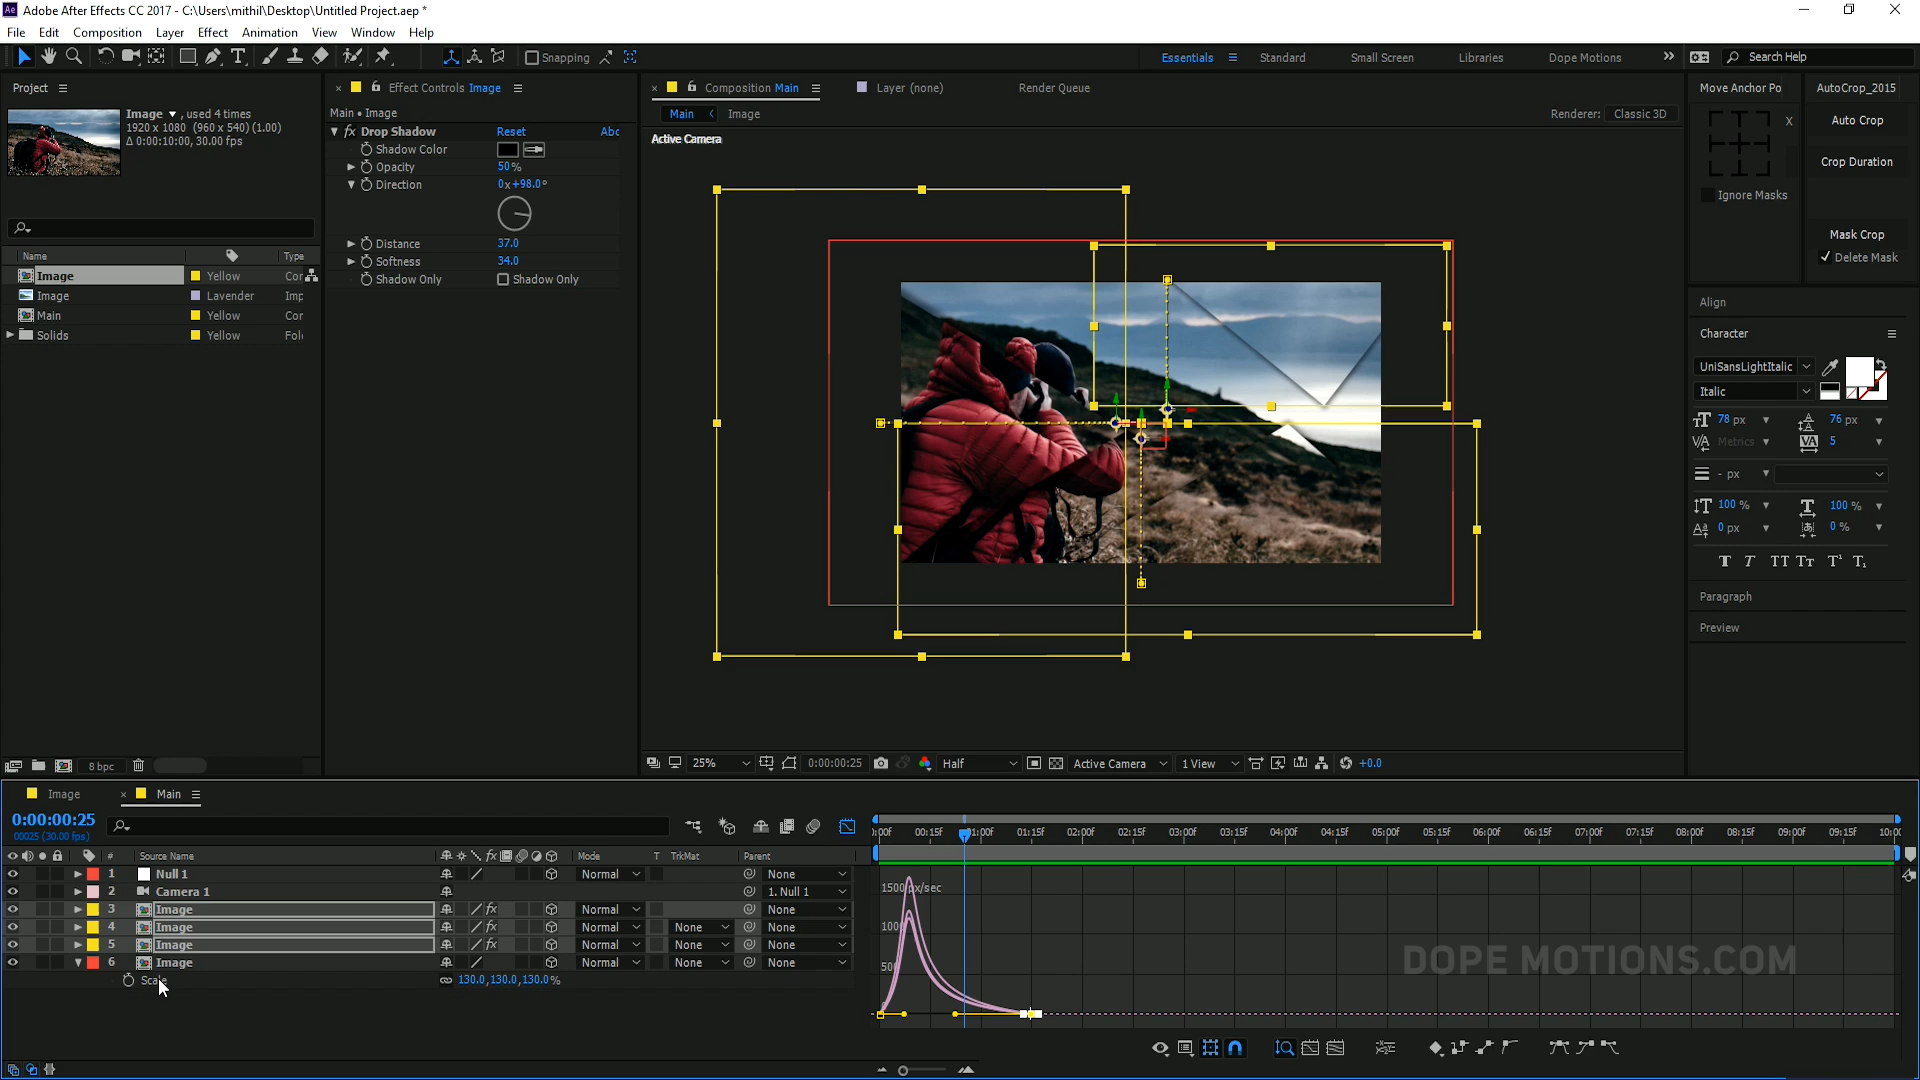 Adobe After Effects CC 2017 - C:\Users\mithil\Desktop\Untitled Project.aep *
File Edit Composition Layer Effect Animation View Window Help
Snapping
Essentials Standard Small Screen Libraries Dope Motions Search Help
Project
Image , used 4 times
1920 x 1080 (960 x 540) (1.00)
Δ 0:00:10:00, 30.00 fps
Name Type
Image Yellow Cor
Image Lavender Imp
Main Yellow Cor
Solids Yellow Fol
8 bpc
Effect Controls Image
Main • Image
fx Drop Shadow Reset Abc
Shadow Color
Opacity 50%
Direction 0x+98.0°
Distance 37.0
Softness 34.0
Shadow Only Shadow Only
Composition Main Layer (none) Render Queue
Main Image Renderer: Classic 3D
Active Camera
25% 0:00:00:25 Half Active Camera 1 View +0.0
Move Anchor Po AutoCrop_2015
X Auto Crop
Crop Duration
Ignore Masks
Mask Crop
Delete Mask
Align
Character
UniSansLightItalic
Italic
78 px 76 px
Metrics 5
- px
100 % 100 %
0 px 0 %
Paragraph
Preview
Image Main
0:00:00:25
00025 (30.00 fps)
# Source Name Mode T TrkMat Parent
1 Null 1 Normal None
2 Camera 1 1. Null 1
3 Image fx Normal None
4 Image fx Normal None None
5 Image fx Normal None None
6 Image Normal None None
Scale 130.0,130.0,130.0%
00:15f 01:00f 01:15f 02:00f 02:15f 03:00f 03:15f 04:00f 04:15f 05:00f 05:15f 06:00f 06:15f 07:00f 07:15f 08:00f 08:15f 09:00f 09:15f 10:0
1500 px/sec
DOPE MOTIONS.COM